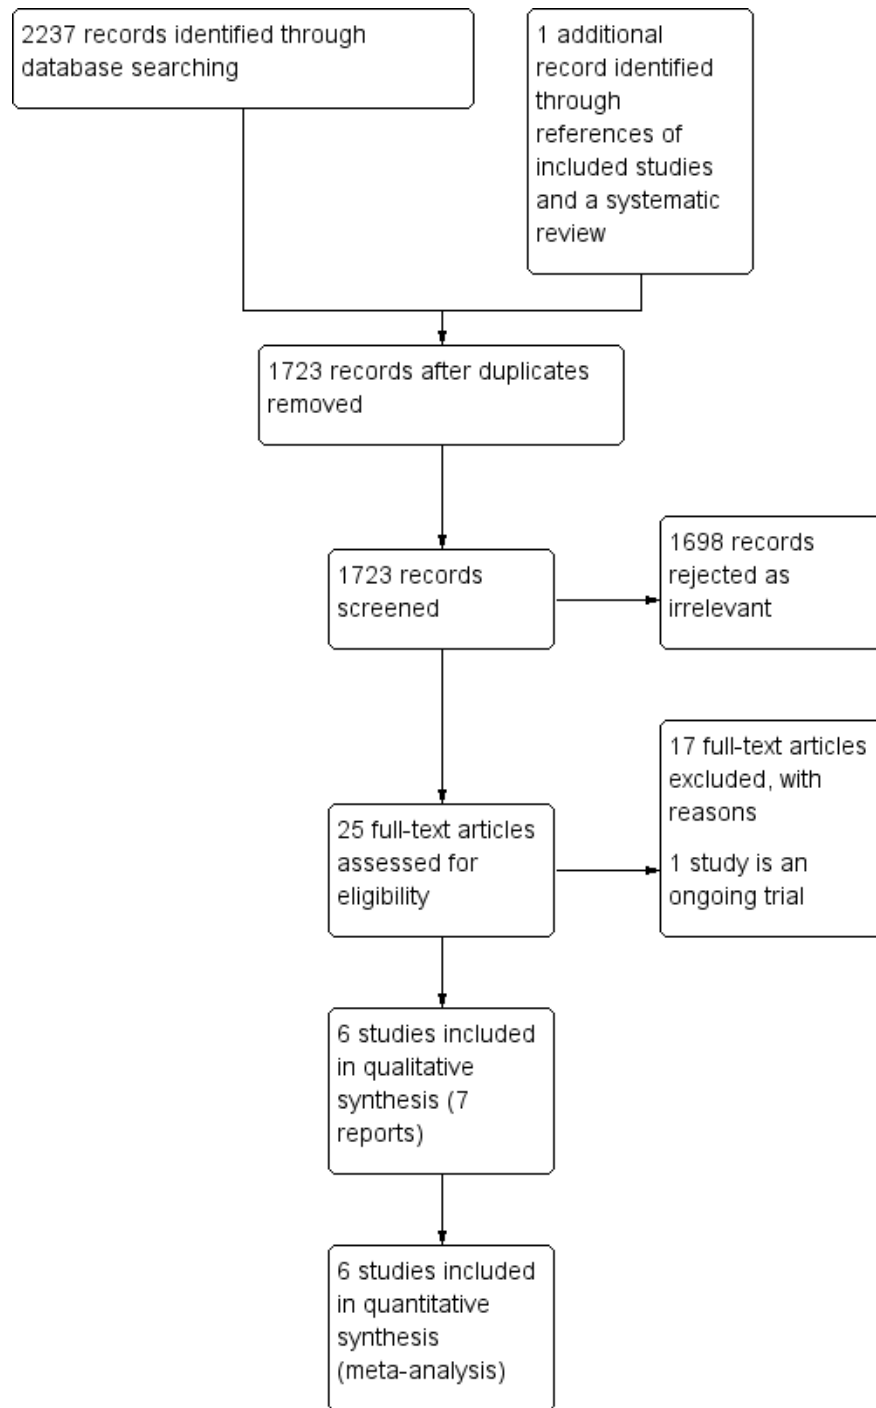 2237 records identified through
database searching
1 additional
record identified
through
references of
included studies
and a systematic
review
1723 records after duplicates
removed
1723 records
screened
1698 records
rejected as
irrelevant
25 full-text articles
assessed for
eligibility
17 full-text articles
excluded, with
reasons
1 study is an
ongoing trial
6 studies included
in qualitative
synthesis (7
reports)
6 studies included
in quantitative
synthesis
(meta-analysis)